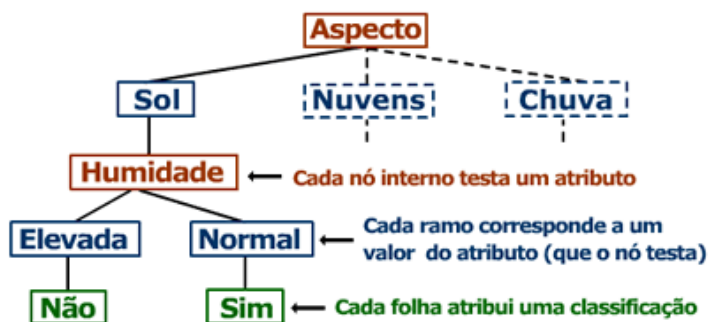 Aspecto
Sol Nuvens Chuva
Humidade Cada nó interno testa um atributo
Elevada Normal Cada ramo corresponde a um
valor do atributo (que o nó testa)
Não Sim Cada folha atribui uma classificação